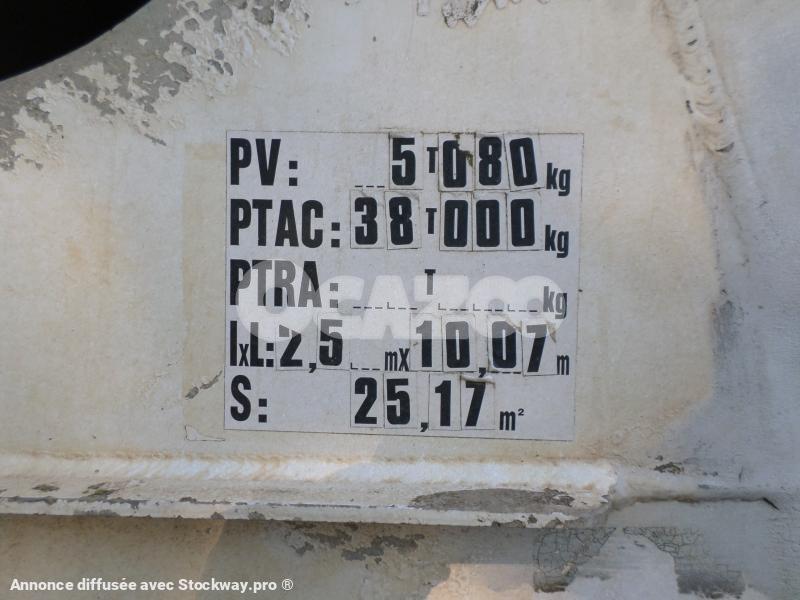 PV: 5 T 080 kg
PTAC: 38 T 000 kg
PTRA: T kg
OCAZOO
lxL: 2,5 mx 10,07 m
S: 25,17 m²
Annonce diffusée avec Stockway.pro ®